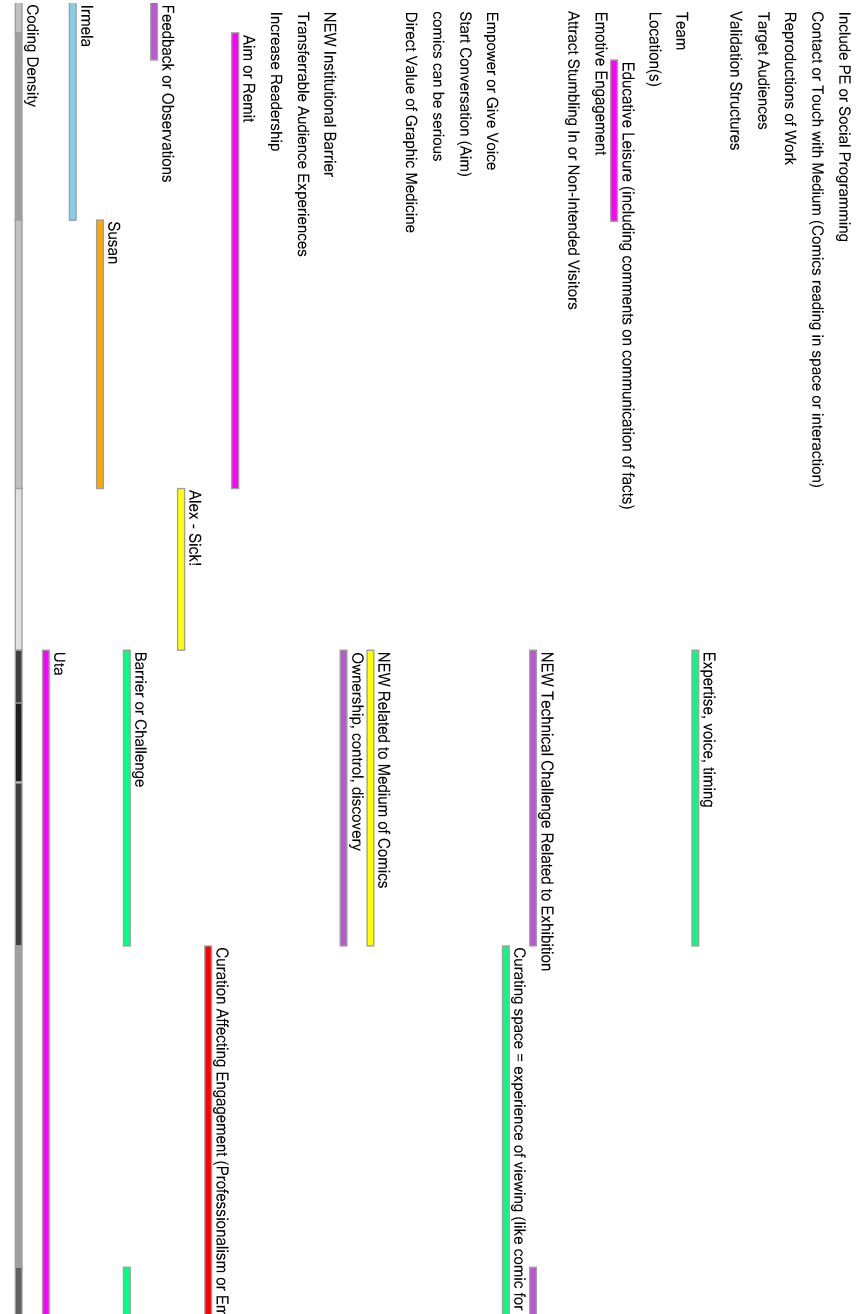 Coding Density
Uta
Irmela
Susan
Barrier or Challenge
Feedback or Observations
Alex - Sick!
Curation Affecting Engagement (Professionalism or Em
Aim or Remit
Increase Readership
Transferrable Audience Experiences
NEW Institutional Barrier
Ownership, control, discovery
NEW Related to Medium of Comics
Direct Value of Graphic Medicine
comics can be serious
Start Conversation (Aim)
Empower or Give Voice
Curating space = experience of viewing (like comic for
NEW Technical Challenge Related to Exhibition
Attract Stumbling In or Non-Intended Visitors
Emotive Engagement
Educative Leisure (including comments on communication of facts)
Location(s)
Team
Expertise, voice, timing
Validation Structures
Target Audiences
Reproductions of Work
Contact or Touch with Medium (Comics reading in space or interaction)
Include PE or Social Programming